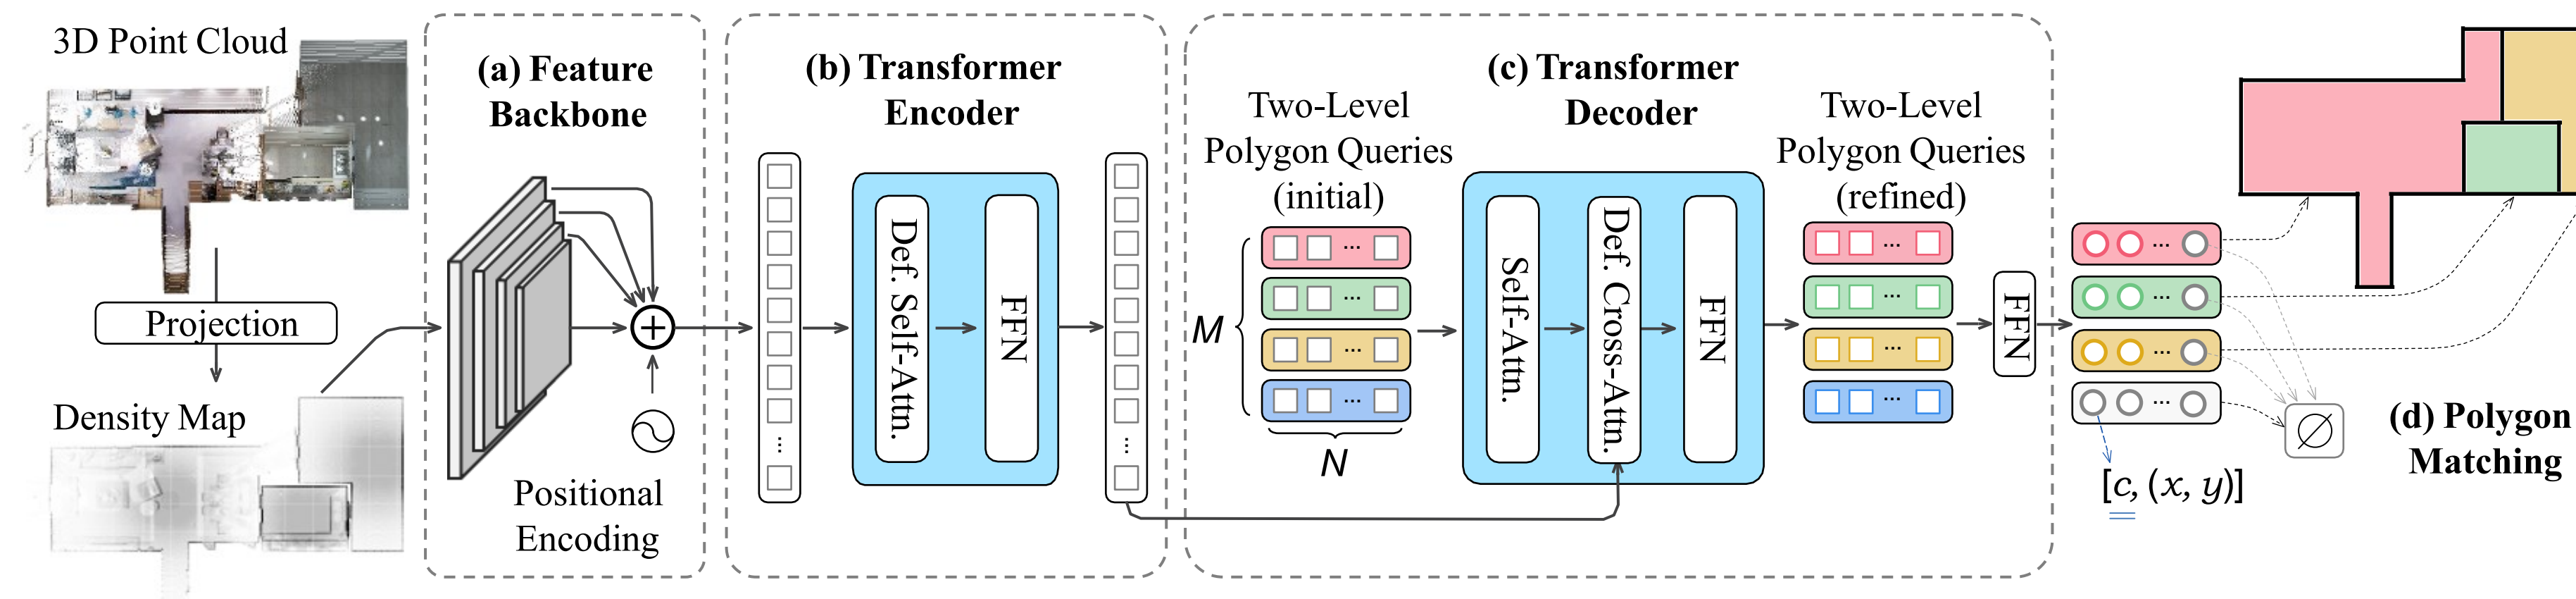 3D Point Cloud
Projection
Density Map
(a) Feature
Backbone
Positional
Encoding
(b) Transformer
Encoder
Def. Self-Attn.
FFN
...
...
(c) Transformer
Decoder
Two-Level
Polygon Queries
(initial)
...
...
...
...
M
N
Self-Attn.
Def. Cross-Attn.
FFN
Two-Level
Polygon Queries
(refined)
...
...
...
...
FFN
...
...
...
...
[c, (x, y)]
∅
(d) Polygon
Matching